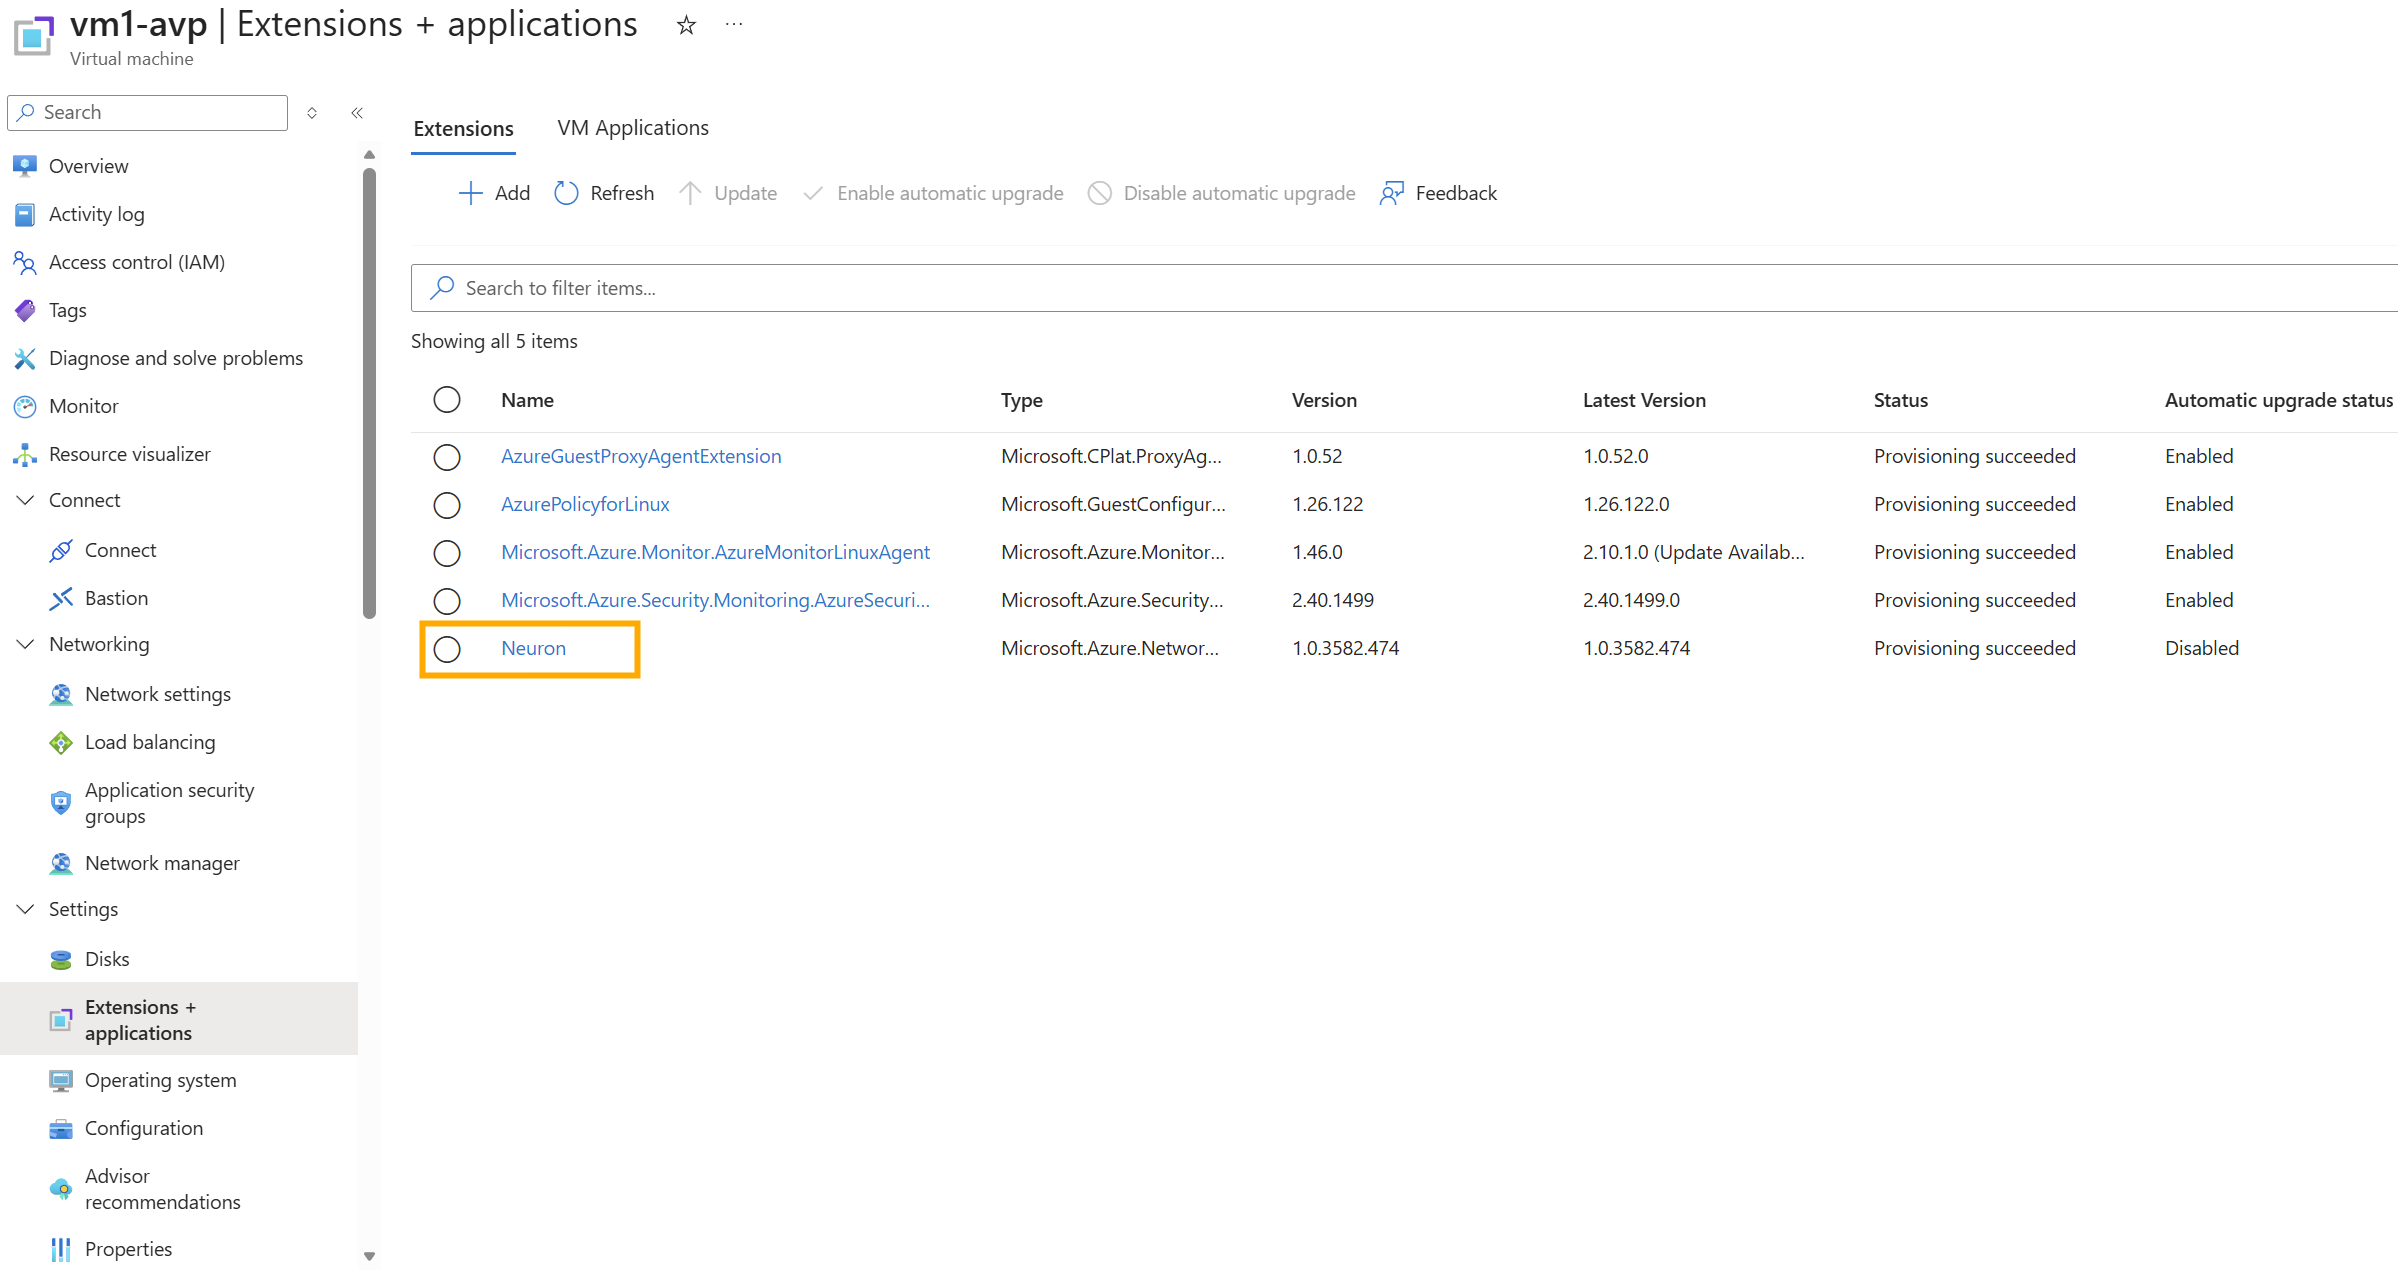 vm1-avp | Extensions + applications
Virtual machine
Search
Overview
Activity log
Access control (IAM)
Tags
Diagnose and solve problems
Monitor
Resource visualizer
Connect
Connect
Bastion
Networking
Network settings
Load balancing
Application security
groups
Network manager
Settings
Disks
Extensions +
applications
Operating system
Configuration
Advisor
recommendations
Properties
Extensions VM Applications
Add Refresh Update Enable automatic upgrade Disable automatic upgrade Feedback
Search to filter items...
Showing all 5 items
Name Type Version Latest Version Status Automatic upgrade status
AzureGuestProxyAgentExtension Microsoft.CPlat.ProxyAg... 1.0.52 1.0.52.0 Provisioning succeeded Enabled
AzurePolicyforLinux Microsoft.GuestConfigur... 1.26.122 1.26.122.0 Provisioning succeeded Enabled
Microsoft.Azure.Monitor.AzureMonitorLinuxAgent Microsoft.Azure.Monitor... 1.46.0 2.10.1.0 (Update Availab... Provisioning succeeded Enabled
Microsoft.Azure.Security.Monitoring.AzureSecuri... Microsoft.Azure.Security... 2.40.1499 2.40.1499.0 Provisioning succeeded Enabled
Neuron Microsoft.Azure.Networ... 1.0.3582.474 1.0.3582.474 Provisioning succeeded Disabled